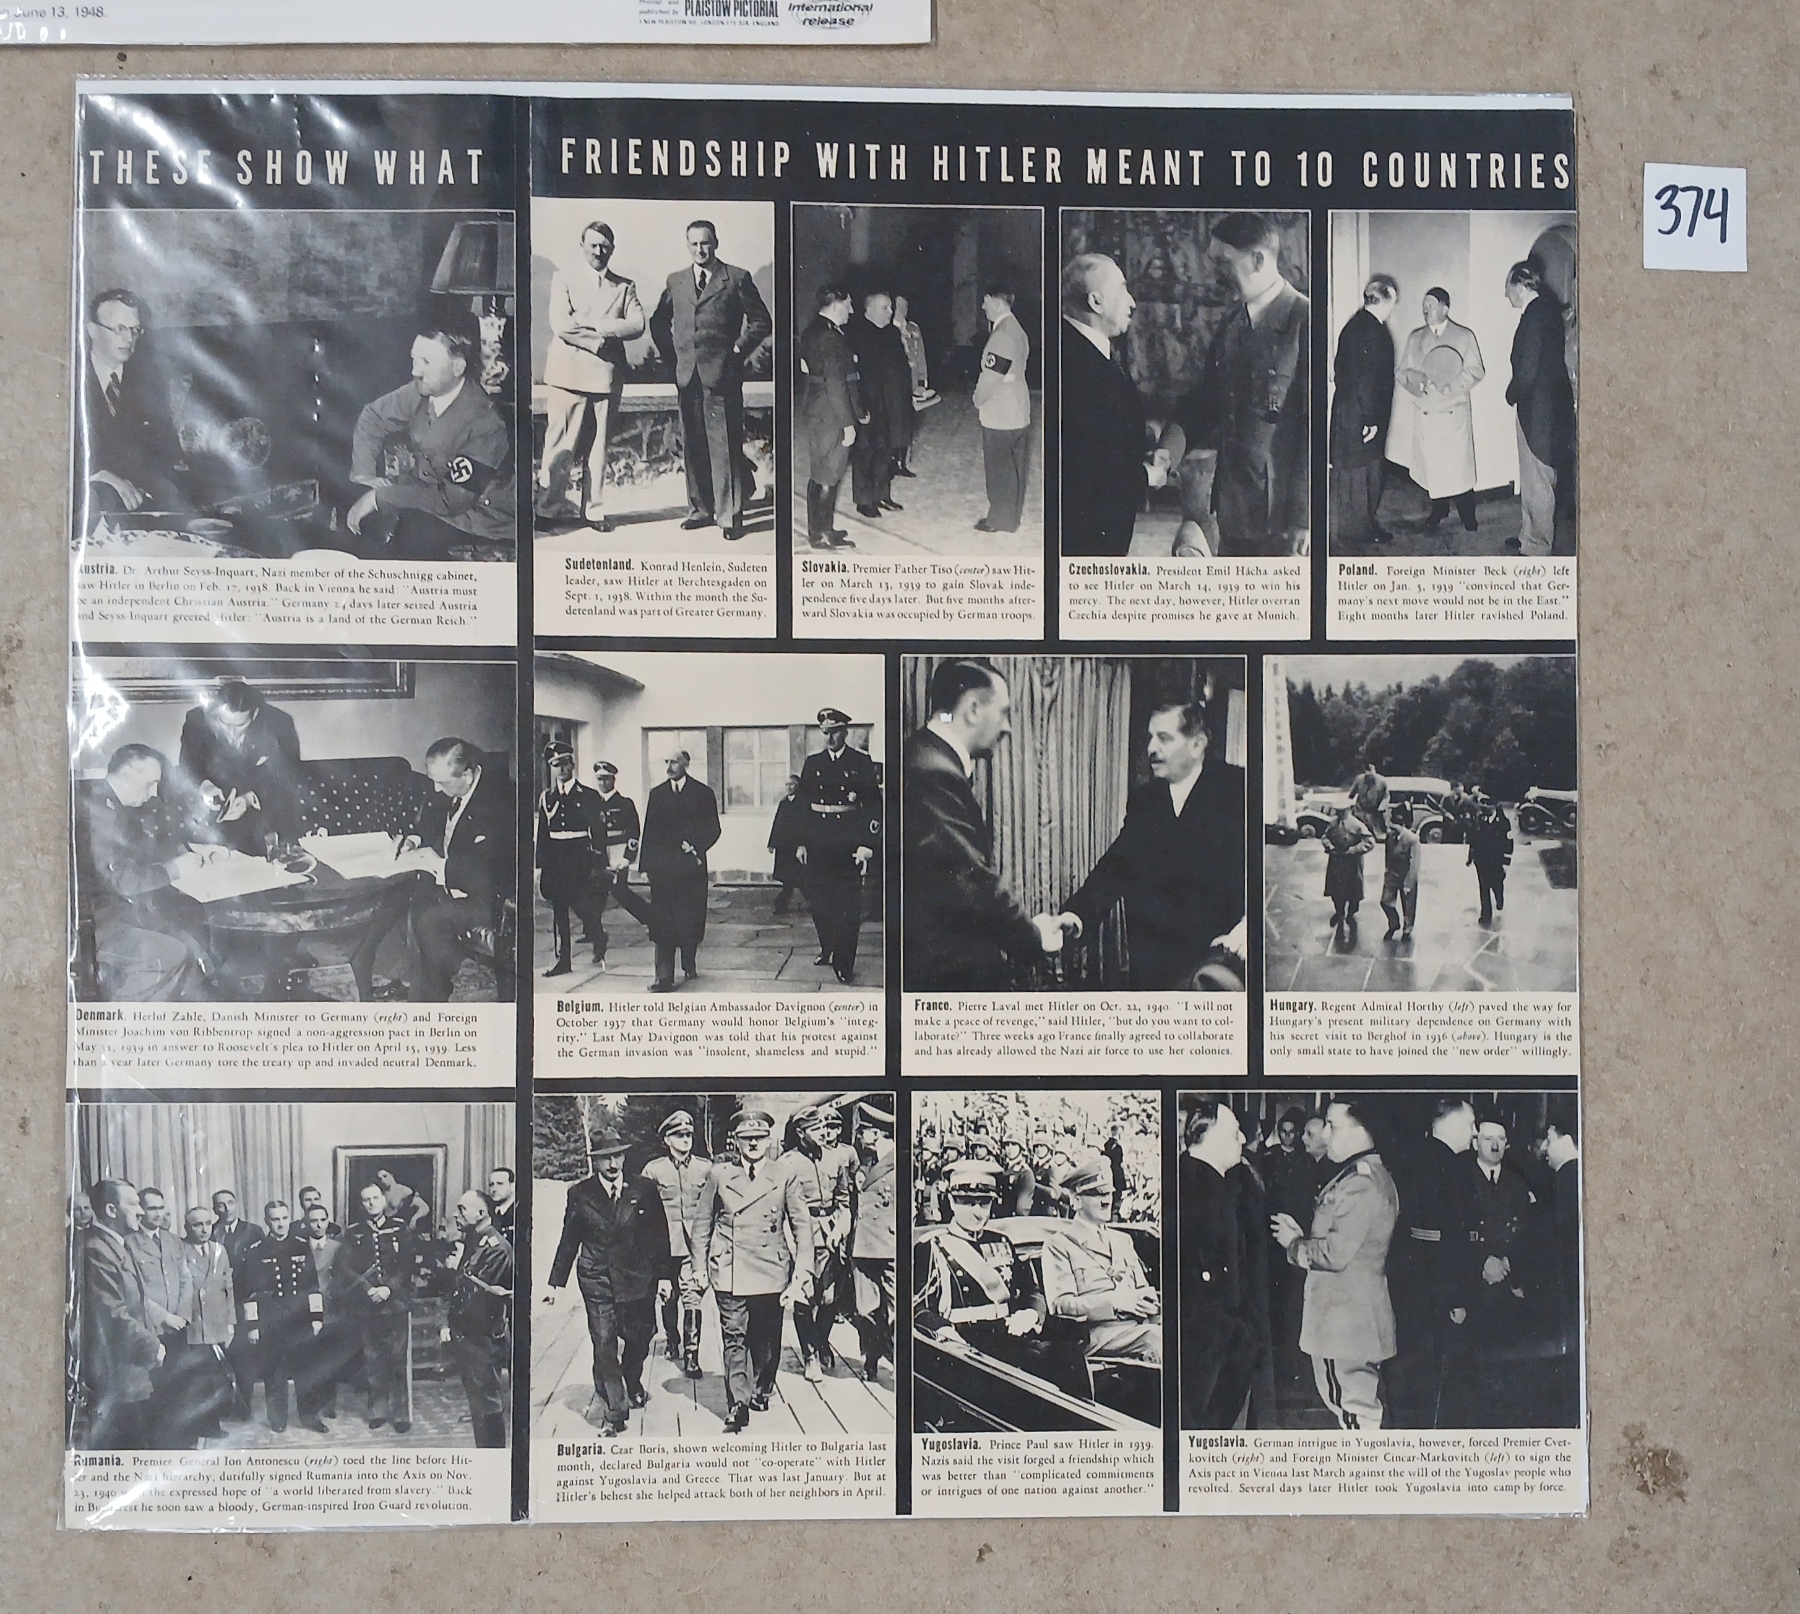 June 13, 1948.
published by PLAISTOW PICTORIAL
International
release
374
THESE SHOW WHAT FRIENDSHIP WITH HITLER MEANT TO 10 COUNTRIES
Austria. Dr. Arthur Seyss-Inquart, Nazi member of the Schuschnigg cabinet,
saw Hitler in Berlin on Feb. 17, 1938. Back in Vienna he said: "Austria must
be an independent Christian Austria." Germany 24 days later seized Austria
and Seyss-Inquart greeted Hitler: "Austria is a land of the German Reich."
Sudetenland. Konrad Henlein, Sudeten
leader, saw Hitler at Berchtesgaden on
Sept. 1, 1938. Within the month the Su-
detenland was part of Greater Germany.
Slovakia. Premier Father Tiso (center) saw Hit-
ler on March 13, 1939 to gain Slovak inde-
pendence five days later. But five months after-
ward Slovakia was occupied by German troops.
Czechoslovakia. President Emil Hácha asked
to see Hitler on March 14, 1939 to win his
mercy. The next day, however, Hitler overran
Czechia despite promises he gave at Munich.
Poland. Foreign Minister Beck (right) left
Hitler on Jan. 5, 1939 "convinced that Ger-
many's next move would not be in the East."
Eight months later Hitler ravished Poland.
Denmark. Herluf Zahle, Danish Minister to Germany (right) and Foreign
Minister Joachim von Ribbentrop signed a non-aggression pact in Berlin on
May 31, 1939 in answer to Roosevelt's plea to Hitler on April 15, 1939. Less
than a year later Germany tore the treaty up and invaded neutral Denmark.
Belgium. Hitler told Belgian Ambassador Davignon (center) in
October 1937 that Germany would honor Belgium's "integ-
rity." Last May Davignon was told that his protest against
the German invasion was "insolent, shameless and stupid."
France. Pierre Laval met Hitler on Oct. 22, 1940. "I will not
make a peace of revenge," said Hitler, "but do you want to col-
laborate?" Three weeks ago France finally agreed to collaborate
and has already allowed the Nazi air force to use her colonies.
Hungary. Regent Admiral Horthy (left) paved the way for
Hungary's present military dependence on Germany with
his secret visit to Berghof in 1936 (above). Hungary is the
only small state to have joined the "new order" willingly.
Rumania. Premier General Ion Antonescu (right) toed the line before Hit-
ler and the Nazi hierarchy, dutifully signed Rumania into the Axis on Nov.
23, 1940 the expressed hope of "a world liberated from slavery." Back
in Bucharest he soon saw a bloody, German-inspired Iron Guard revolution.
Bulgaria. Czar Boris, shown welcoming Hitler to Bulgaria last
month, declared Bulgaria would not "co-operate" with Hitler
against Yugoslavia and Greece. That was last January. But at
Hitler's behest she helped attack both of her neighbors in April.
Yugoslavia. Prince Paul saw Hitler in 1939.
Nazis said the visit forged a friendship which
was better than "complicated commitments
or intrigues of one nation against another."
Yugoslavia. German intrigue in Yugoslavia, however, forced Premier Cvet-
kovitch (right) and Foreign Minister Cincar-Markovitch (left) to sign the
Axis pact in Vienna last March against the will of the Yugoslav people who
revolted. Several days later Hitler took Yugoslavia into camp by force.